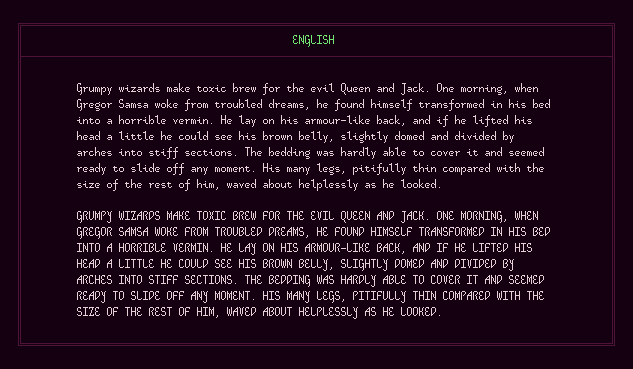 ENGLISH
Grumpy wizards make toxic brew for the evil Queen and Jack. One morning, when
Gregor Samsa woke from troubled dreams, he found himself transformed in his bed
into a horrible vermin. He lay on his armour-like back, and if he lifted his
head a little he could see his brown belly, slightly domed and divided by
arches into stiff sections. The bedding was hardly able to cover it and seemed
ready to slide off any moment. His many legs, pitifully thin compared with the
size of the rest of him, waved about helplessly as he looked.
GRUMPY WIZARDS MAKE TOXIC BREW FOR THE EVIL QUEEN AND JACK. ONE MORNING, WHEN
GREGOR SAMSA WOKE FROM TROUBLED DREAMS, HE FOUND HIMSELF TRANSFORMED IN HIS BED
INTO A HORRIBLE VERMIN. HE LAY ON HIS ARMOUR-LIKE BACK, AND IF HE LIFTED HIS
HEAD A LITTLE HE COULD SEE HIS BROWN BELLY, SLIGHTLY DOMED AND DIVIDED BY
ARCHES INTO STIFF SECTIONS. THE BEDDING WAS HARDLY ABLE TO COVER IT AND SEEMED
READY TO SLIDE OFF ANY MOMENT. HIS MANY LEGS, PITIFULLY THIN COMPARED WITH THE
SIZE OF THE REST OF HIM, WAVED ABOUT HELPLESSLY AS HE LOOKED.